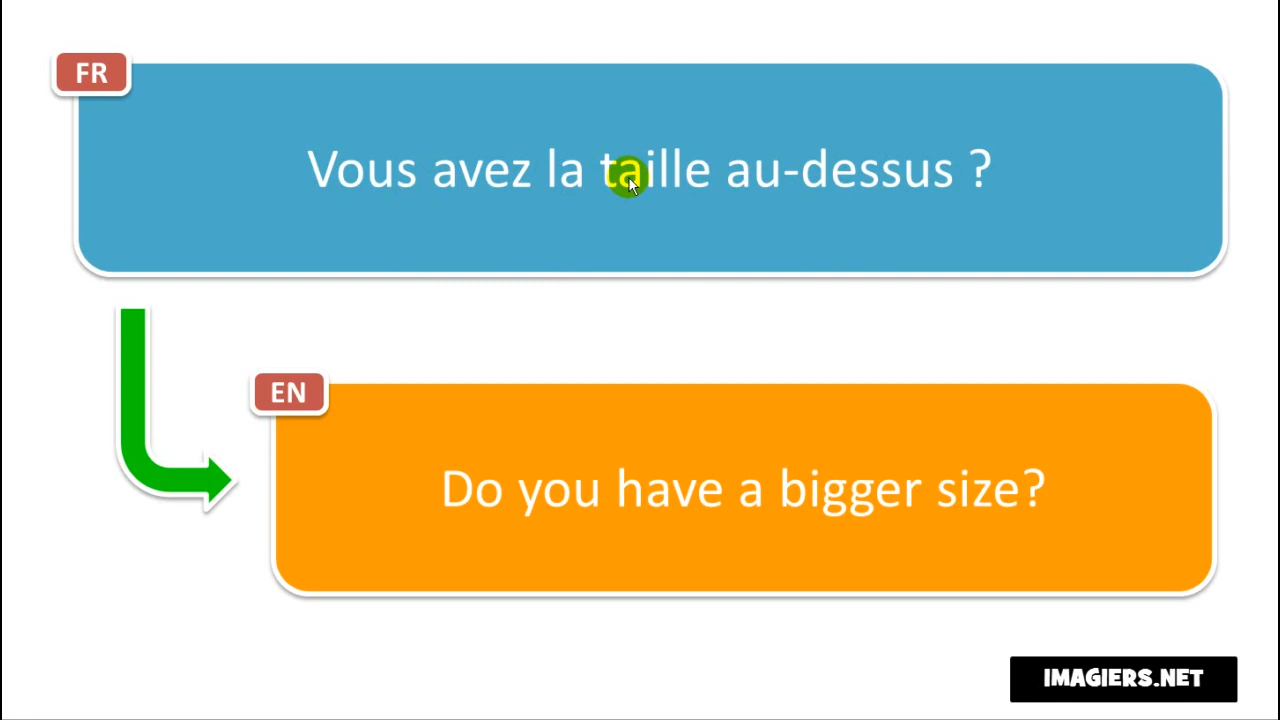 FR
Vous avez la taille au-dessus ?
EN
Do you have a bigger size?
IMAGIERS.NET